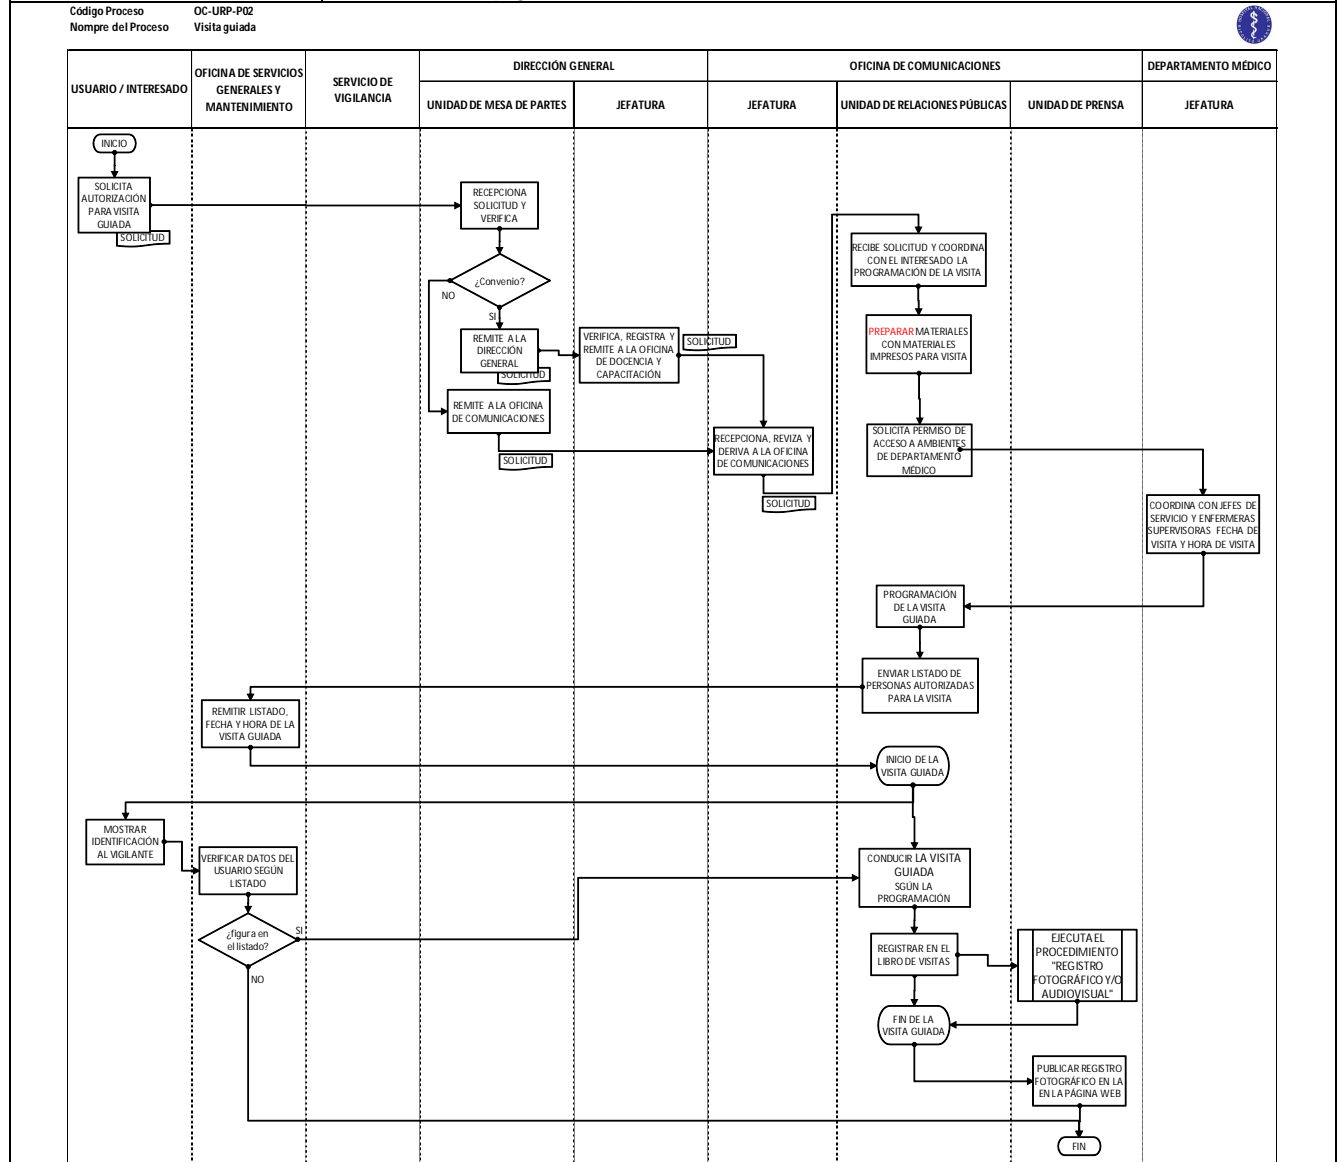 Código Proceso OC-URP-P02
Nompre del Proceso Visita guiada
USUARIO / INTERESADO
OFICINA DE SERVICIOS
GENERALES Y
MANTENIMIENTO
SERVICIO DE
VIGILANCIA
DIRECCIÓN GENERAL
UNIDAD DE MESA DE PARTES
JEFATURA
OFICINA DE COMUNICACIONES
JEFATURA
UNIDAD DE RELACIONES PÚBLICAS
UNIDAD DE PRENSA
DEPARTAMENTO MÉDICO
JEFATURA
INICIO
SOLICITA
AUTORIZACIÓN
PARA VISITA
GUIADA
SOLICITUD
RECEPCIONA
SOLICITUD Y
VERIFICA
¿Convenio?
NO
SI
REMITE A LA
DIRECCIÓN
GENERAL
SOLICITUD
VERIFICA, REGISTRA Y
REMITE A LA OFICINA
DE DOCENCIA Y
CAPACITACIÓN
SOLICITUD
REMITE A LA OFICINA
DE COMUNICACIONES
SOLICITUD
RECEPCIONA, REVIZA Y
DERIVA A LA OFICINA
DE COMUNICACIONES
SOLICITUD
RECIBE SOLICITUD Y COORDINA
CON EL INTERESADO LA
PROGRAMACIÓN DE LA VISITA
PREPARAR MATERIALES
CON MATERIALES
IMPRESOS PARA VISITA
SOLICITA PERMISO DE
ACCESO A AMBIENTES
DE DEPARTAMENTO
MÉDICO
COORDINA CON JEFES DE
SERVICIO Y ENFERMERAS
SUPERVISORAS FECHA DE
VISITA Y HORA DE VISITA
PROGRAMACIÓN
DE LA VISITA
GUIADA
ENVIAR LISTADO DE
PERSONAS AUTORIZADAS
PARA LA VISITA
REMITIR LISTADO,
FECHA Y HORA DE LA
VISITA GUIADA
INICIO DE LA
VISITA GUIADA
MOSTRAR
IDENTIFICACIÓN
AL VIGILANTE
VERIFICAR DATOS DEL
USUARIO SEGÚN
LISTADO
¿figura en
el listado?
SI
NO
CONDUCIR LA VISITA
GUIADA
SGÚN LA
PROGRAMACIÓN
REGISTRAR EN EL
LIBRO DE VISITAS
EJECUTA EL
PROCEDIMIENTO
"REGISTRO
FOTOGRÁFICO Y/O
AUDIOVISUAL"
FIN DE LA
VISITA GUIADA
PUBLICAR REGISTRO
FOTOGRÁFICO EN LA
EN LA PÁGINA WEB
FIN